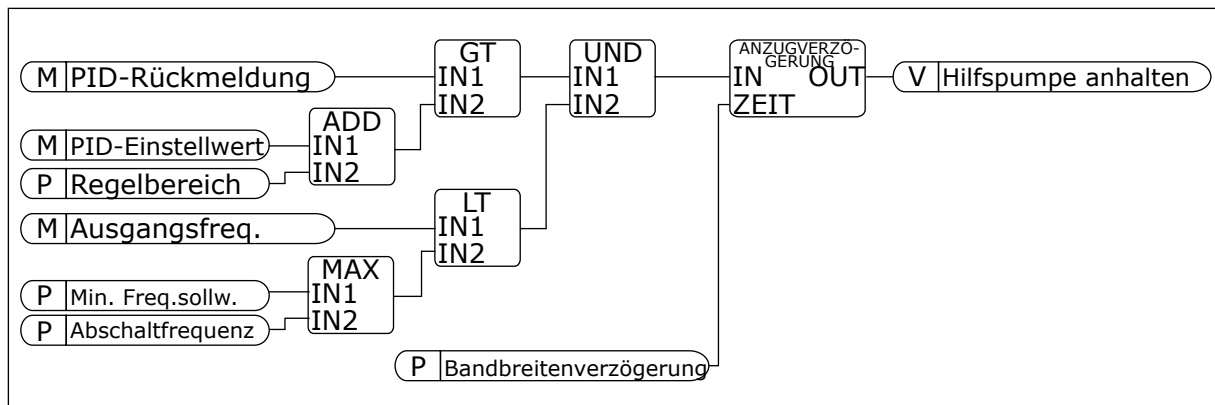 M PID-Rückmeldung
GT
IN1
IN2
UND
IN1
IN2
ANZUGVERZÖ-
GERUNG
IN OUT
ZEIT
V Hilfspumpe anhalten
M PID-Einstellwert
P Regelbereich
ADD
IN1
IN2
M Ausgangsfreq.
LT
IN1
IN2
P Min. Freq.sollw.
P Abschaltfrequenz
MAX
IN1
IN2
P Bandbreitenverzögerung